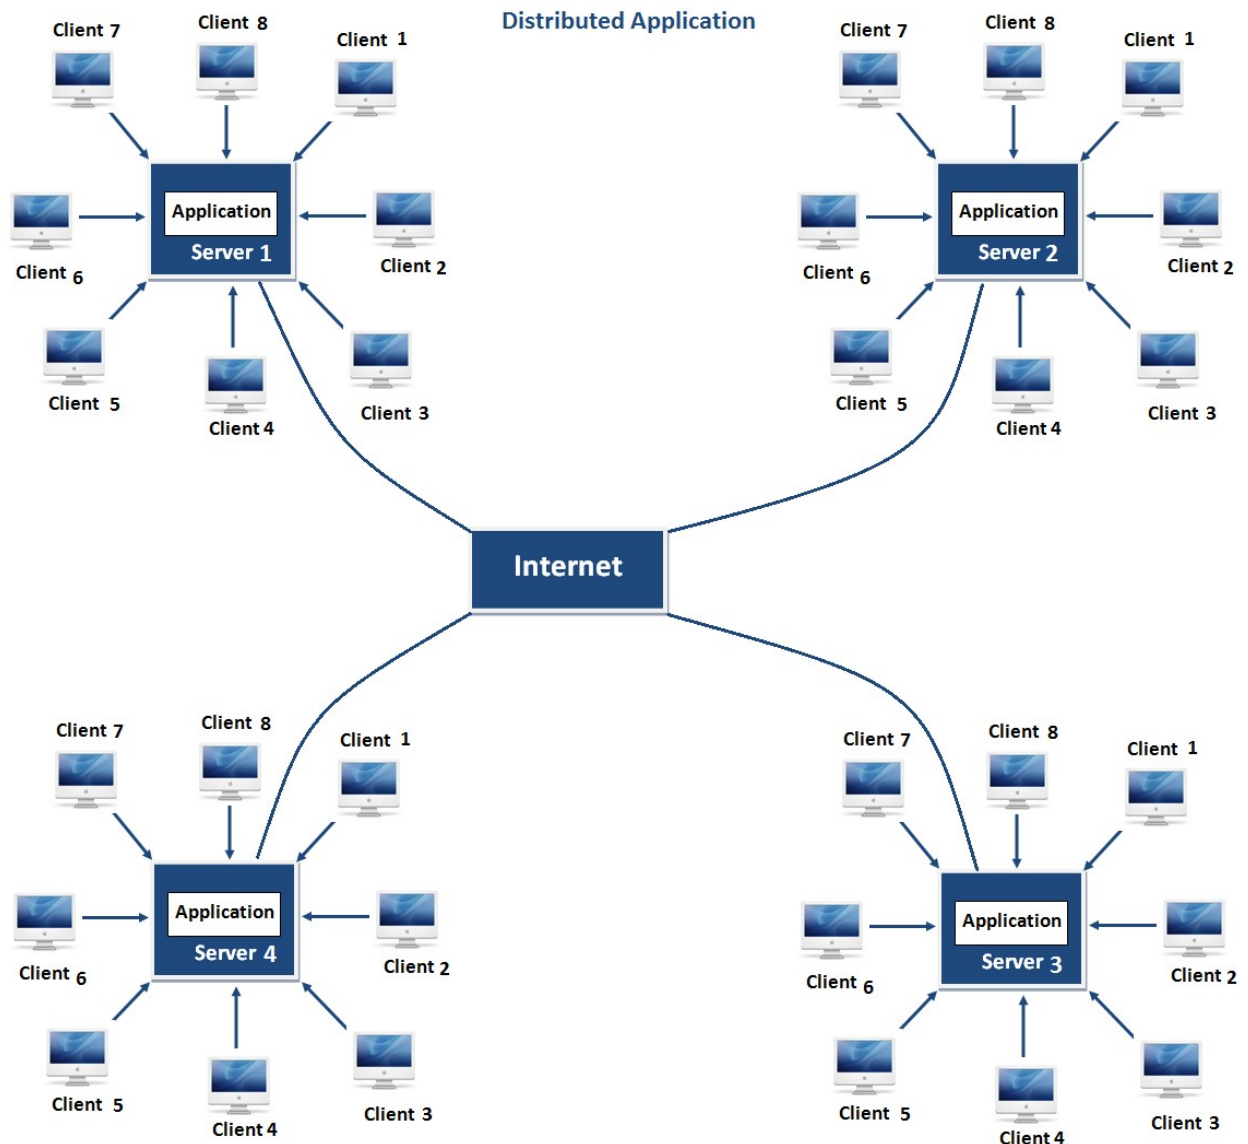 Distributed Application
Client 7
Client 8
Client 1
Application
Server 1
Client 6
Client 2
Client 5
Client 4
Client 3
Client 7
Client 8
Client 1
Application
Server 2
Client 6
Client 2
Client 5
Client 4
Client 3
Internet
Client 7
Client 8
Client 1
Application
Server 4
Client 6
Client 2
Client 5
Client 4
Client 3
Client 7
Client 8
Client 1
Application
Server 3
Client 6
Client 2
Client 5
Client 4
Client 3